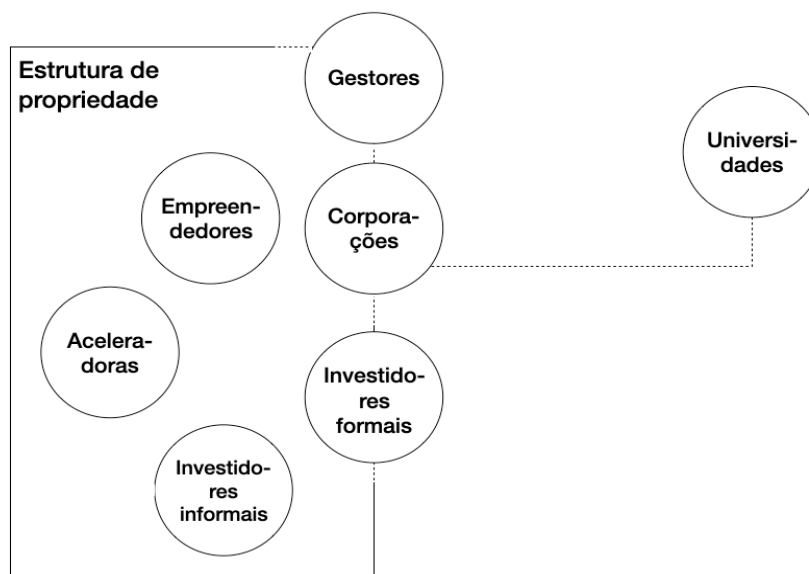 Estrutura de
propriedade
Gestores
Universi-
dades
Empreen-
dedores
Corpora-
ções
Acelera-
doras
Investido-
res
formais
Investido-
res
informais